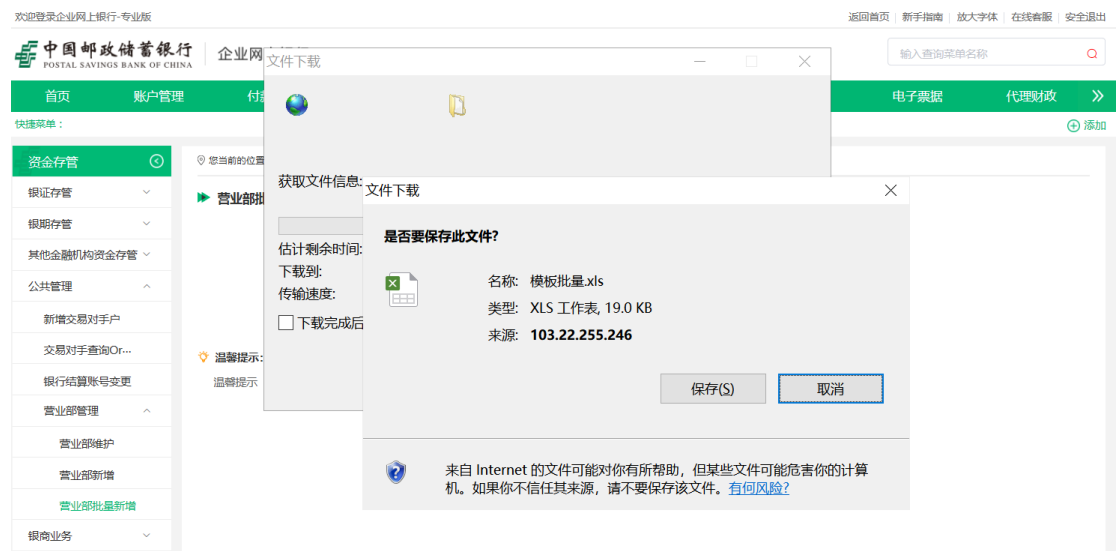 欢迎登录企业网上银行-专业版
返回首页 新手指南 放大字体 在线客服 安全退出
中国邮政储蓄银行
POSTAL SAVINGS BANK OF CHINA
企业网
输入查询菜单名称
首页 账户管理 电子票据 代理财政
快捷菜单：
添加
资金存管
银证存管
银期存管
其他金融机构资金存管
公共管理
新增交易对手户
交易对手查询Or...
银行结算账号变更
营业部管理
营业部维护
营业部新增
营业部批量新增
银商业务
您当前的位置
营业部批
温馨提示:
温馨提示
文件下载
获取文件信息:
估计剩余时间:
下载到:
传输速度:
下载完成后
文件下载
是否要保存此文件?
名称: 模板批量.xls
类型: XLS 工作表, 19.0 KB
来源: 103.22.255.246
保存(S) 取消
来自 Internet 的文件可能对你有所帮助，但某些文件可能危害你的计算
机。如果你不信任其来源，请不要保存该文件。有何风险?